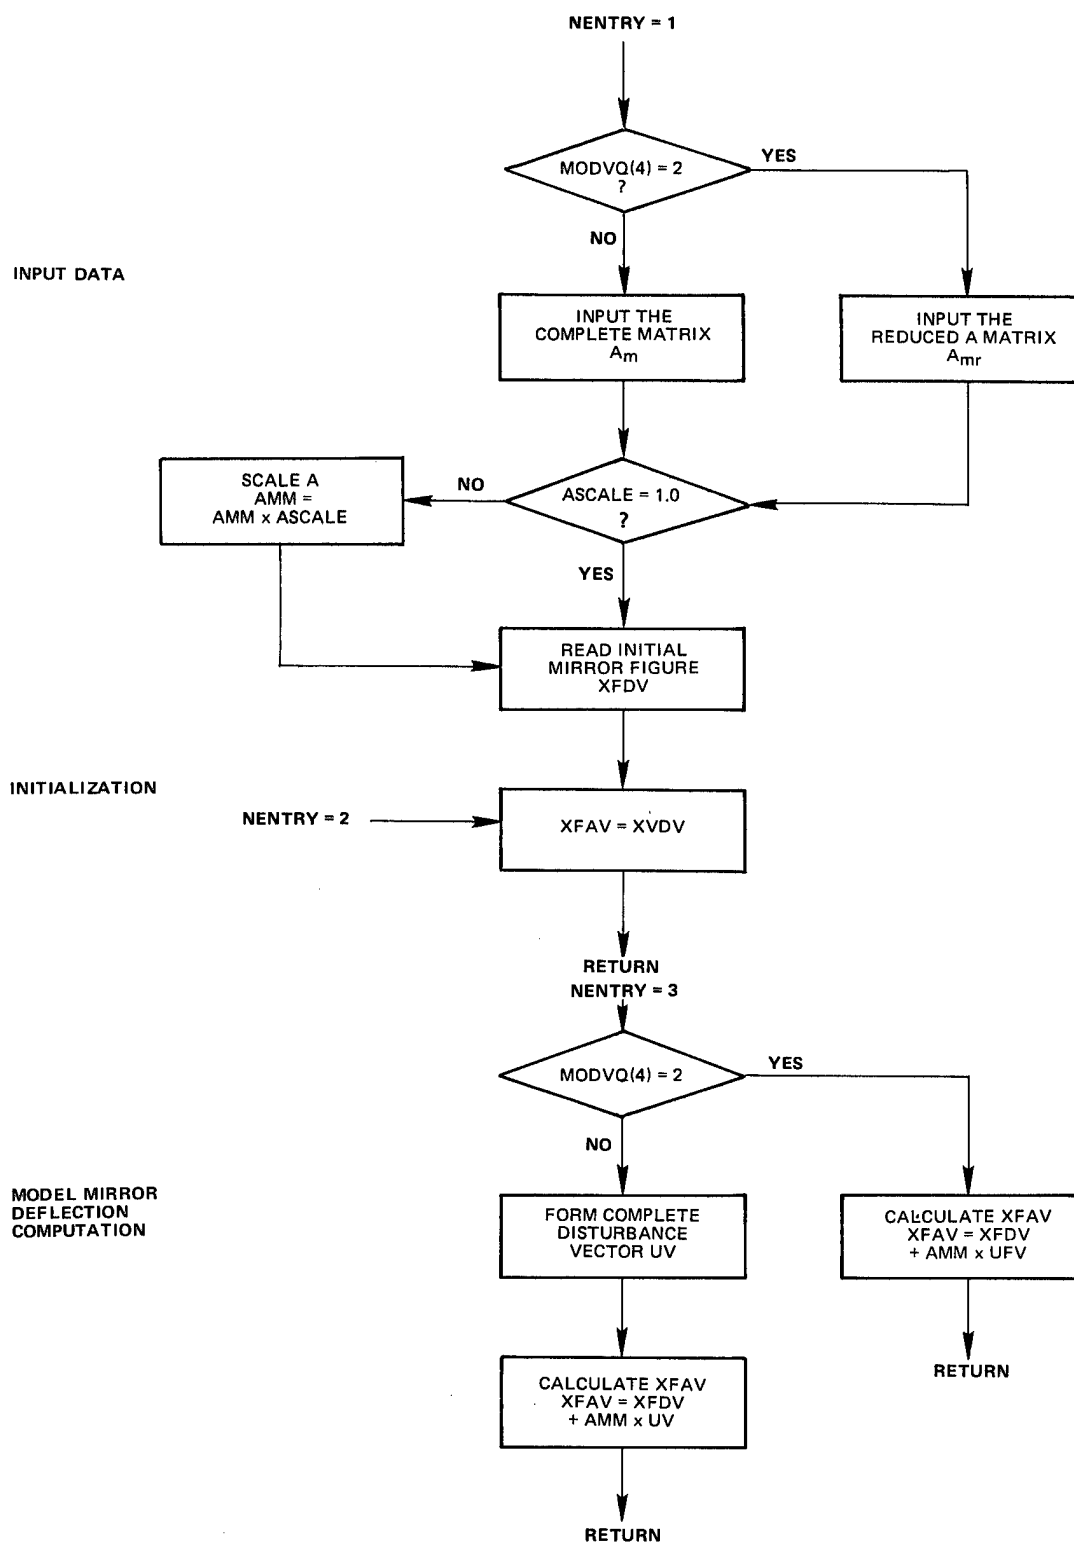 NENTRY = 1
MODVQ(4) = 2
?
YES
NO
INPUT DATA
INPUT THE
COMPLETE MATRIX
Am
INPUT THE
REDUCED A MATRIX
Amr
SCALE A
AMM =
AMM x ASCALE
NO
ASCALE = 1.0
?
YES
READ INITIAL
MIRROR FIGURE
XFDV
INITIALIZATION
NENTRY = 2
XFAV = XVDV
RETURN
NENTRY = 3
MODVQ(4) = 2
YES
NO
MODEL MIRROR
DEFLECTION
COMPUTATION
FORM COMPLETE
DISTURBANCE
VECTOR UV
CALCULATE XFAV
XFAV = XFDV
+ AMM x UFV
RETURN
CALCULATE XFAV
XFAV = XFDV
+ AMM x UV
RETURN